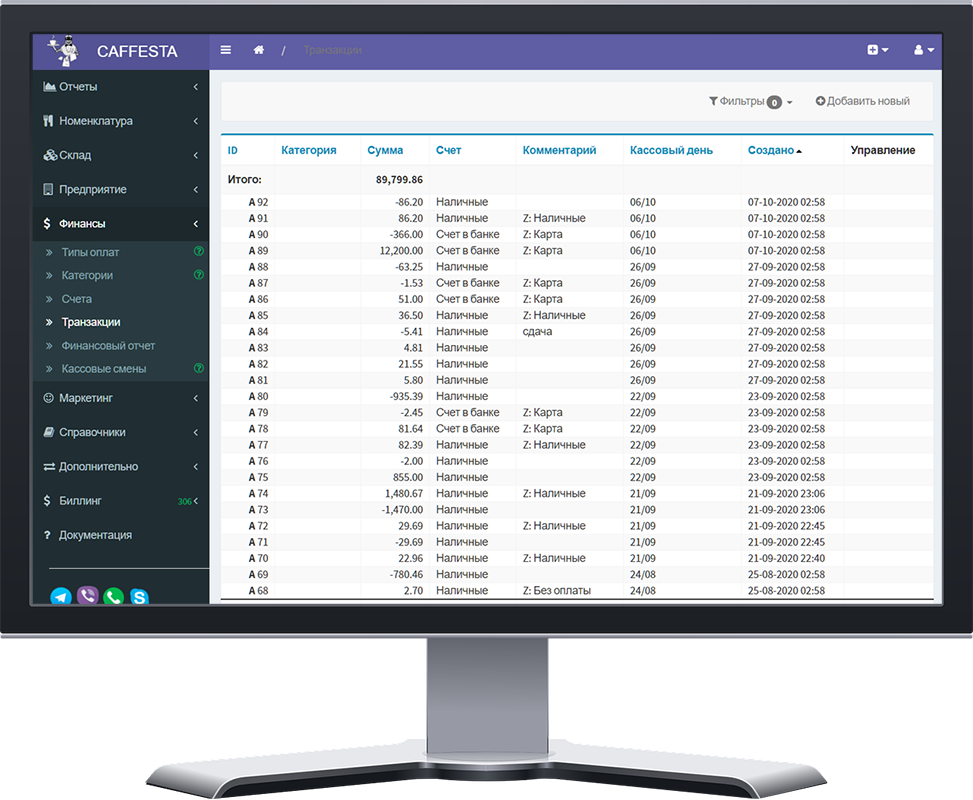 CAFFESTA / Транзакции
Отчеты
Номенклатура
Склад
Предприятие
$ Финансы
» Типы оплат ?
» Категории ?
» Счета
» Транзакции
» Финансовый отчет
» Кассовые смены ?
Маркетинг
Справочники
Дополнительно
$ Биллинг 306
? Документация
Фильтры 0 Добавить новый
ID Категория Сумма Счет Комментарий Кассовый день Создано Управление
Итого: 89,799.86
A 92 -86.20 Наличные 06/10 07-10-2020 02:58
A 91 86.20 Наличные Z: Наличные 06/10 07-10-2020 02:58
A 90 -366.00 Счет в банке Z: Карта 06/10 07-10-2020 02:58
A 89 12,200.00 Счет в банке Z: Карта 06/10 07-10-2020 02:58
A 88 -63.25 Наличные 26/09 27-09-2020 02:58
A 87 -1.53 Счет в банке Z: Карта 26/09 27-09-2020 02:58
A 86 51.00 Счет в банке Z: Карта 26/09 27-09-2020 02:58
A 85 36.50 Наличные Z: Наличные 26/09 27-09-2020 02:58
A 84 -5.41 Наличные сдача 26/09 27-09-2020 02:58
A 83 4.81 Наличные 26/09 27-09-2020 02:58
A 82 21.55 Наличные 26/09 27-09-2020 02:58
A 81 5.80 Наличные 26/09 27-09-2020 02:58
A 80 -935.39 Наличные 22/09 23-09-2020 02:58
A 79 -2.45 Счет в банке Z: Карта 22/09 23-09-2020 02:58
A 78 81.64 Счет в банке Z: Карта 22/09 23-09-2020 02:58
A 77 82.39 Наличные Z: Наличные 22/09 23-09-2020 02:58
A 76 -2.00 Наличные 22/09 23-09-2020 02:58
A 75 855.00 Наличные 22/09 23-09-2020 02:58
A 74 1,480.67 Наличные Z: Наличные 21/09 21-09-2020 23:06
A 73 -1,470.00 Наличные 21/09 21-09-2020 23:06
A 72 29.69 Наличные Z: Наличные 21/09 21-09-2020 22:45
A 71 -29.69 Наличные 21/09 21-09-2020 22:45
A 70 22.96 Наличные Z: Наличные 21/09 21-09-2020 22:40
A 69 -780.46 Наличные 24/08 25-08-2020 02:58
A 68 2.70 Наличные Z: Без оплаты 24/08 25-08-2020 02:58